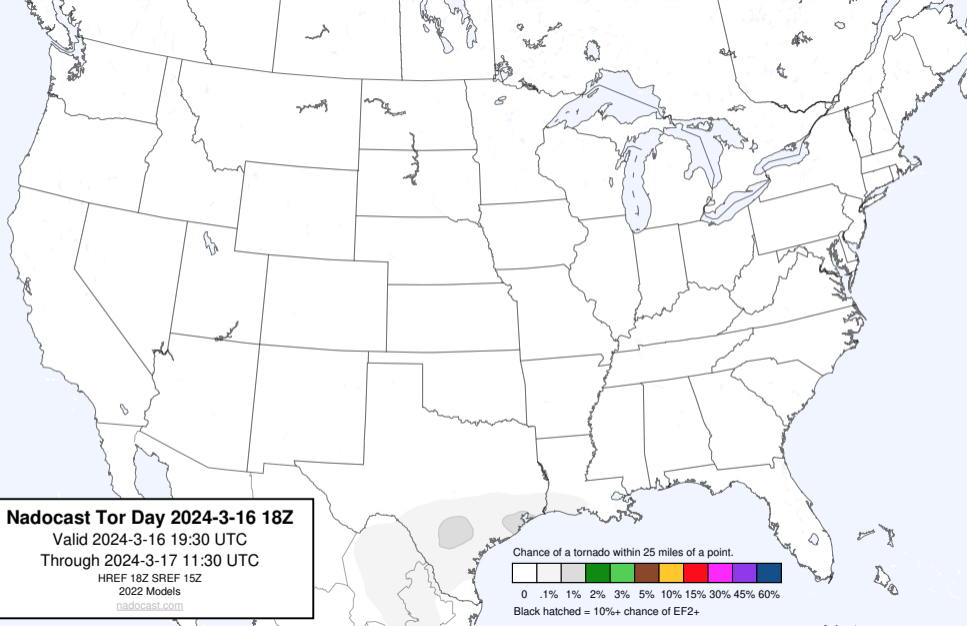 Nadocast Tor Day 2024-3-16 18Z
Valid 2024-3-16 19:30 UTC
Through 2024-3-17 11:30 UTC
HREF 18Z SREF 15Z
2022 Models
nadocast.com
Chance of a tornado within 25 miles of a point.
0 .1% 1% 2% 3% 5% 10% 15% 30% 45% 60%
Black hatched = 10%+ chance of EF2+